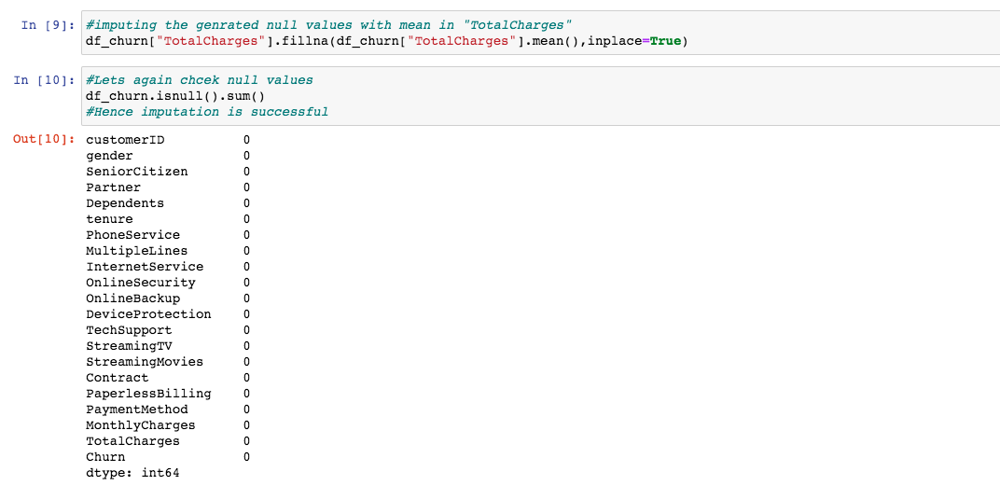 In [9]: #imputing the genrated null values with mean in "TotalCharges"
df_churn["TotalCharges"].fillna(df_churn["TotalCharges"].mean(),inplace=True)
In [10]: #Lets again chcek null values
df_churn.isnull().sum()
#Hence imputation is successful
Out[10]: customerID 0
gender 0
SeniorCitizen 0
Partner 0
Dependents 0
tenure 0
PhoneService 0
MultipleLines 0
InternetService 0
OnlineSecurity 0
OnlineBackup 0
DeviceProtection 0
TechSupport 0
StreamingTV 0
StreamingMovies 0
Contract 0
PaperlessBilling 0
PaymentMethod 0
MonthlyCharges 0
TotalCharges 0
Churn 0
dtype: int64